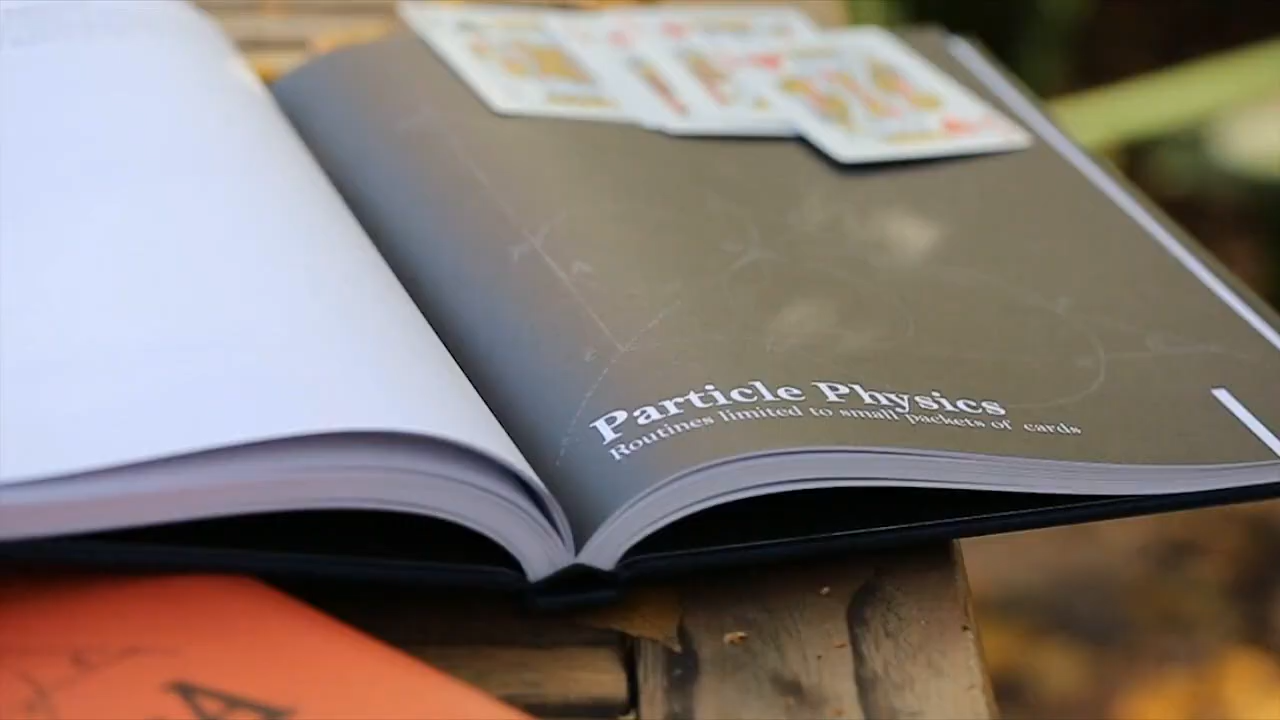 Particle Physics
Routines limited to small packets of cards
A